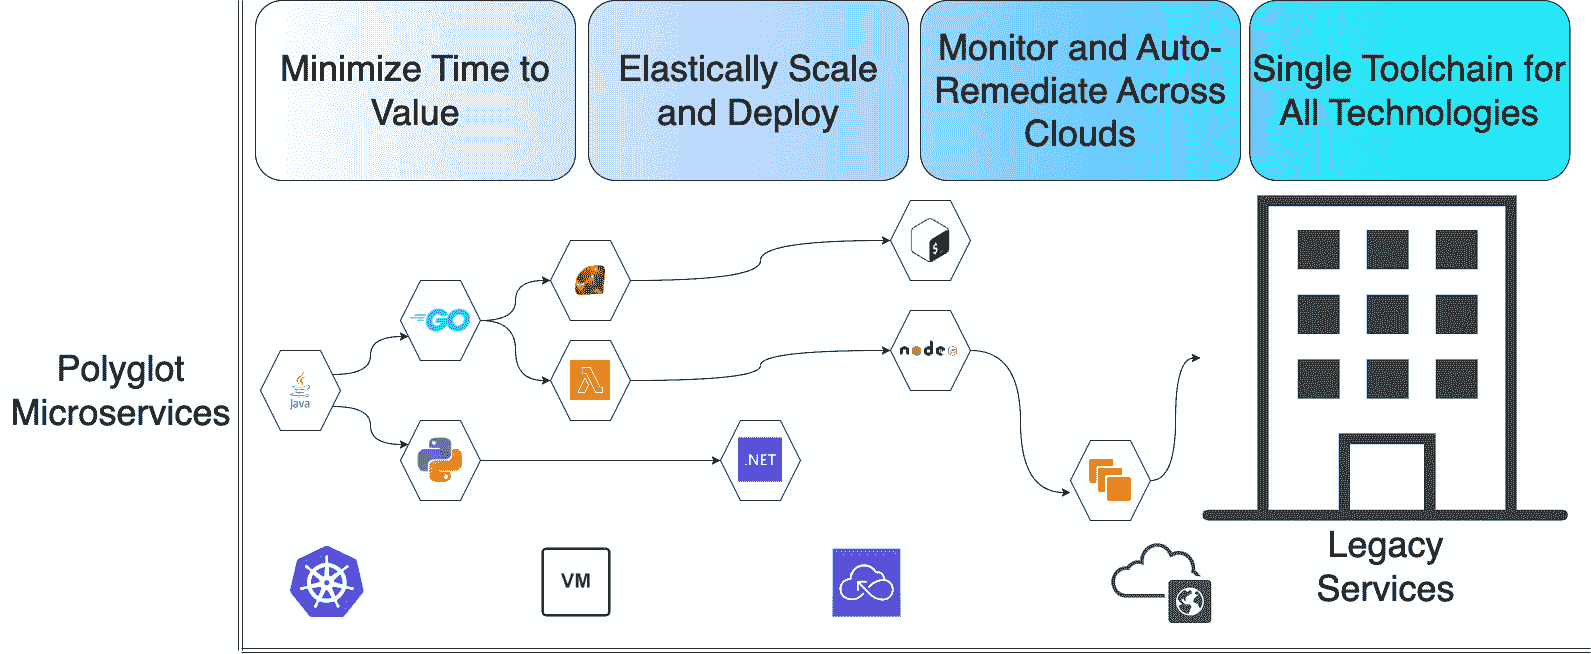 Minimize Time to
Value
Elastically Scale
and Deploy
Monitor and Auto-
Remediate Across
Clouds
Single Toolchain for
All Technologies
$
GO
Java
node
.NET
Polyglot
Microservices
VM
Legacy
Services